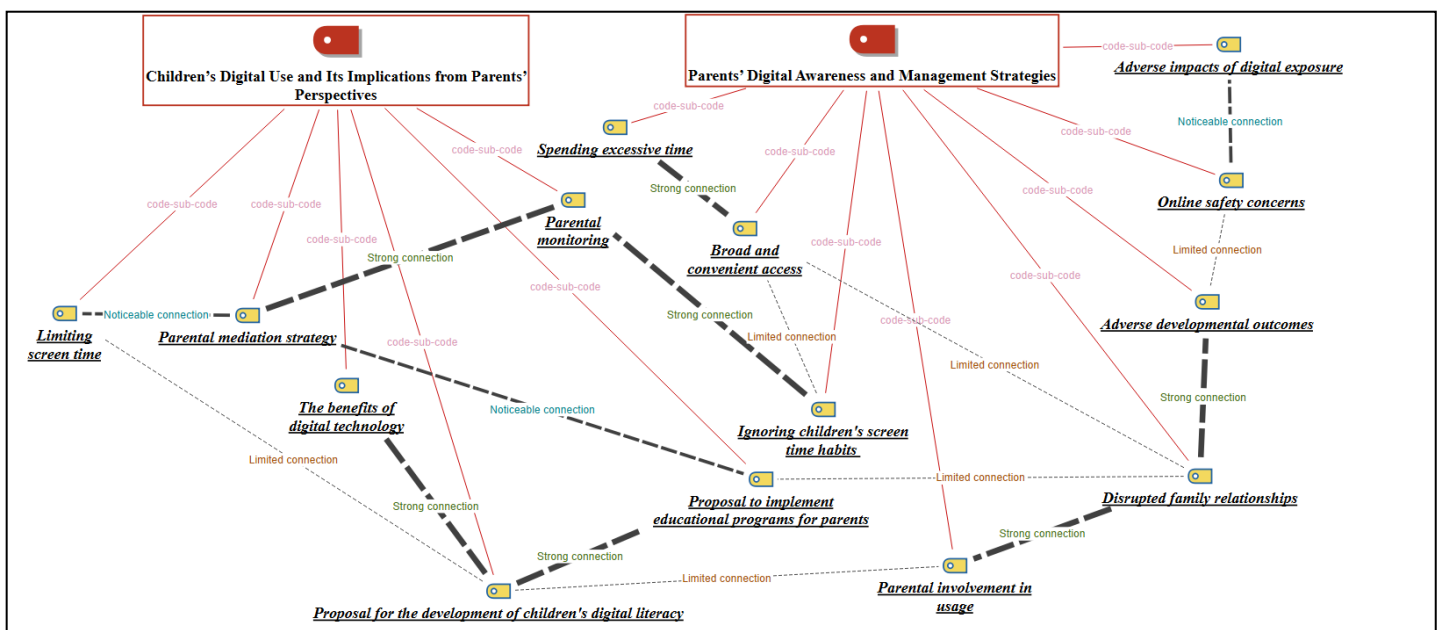 Children's Digital Use and Its Implications from Parents'
Perspectives
Parents' Digital Awareness and Management Strategies
code-sub-code
Adverse impacts of digital exposure
code-sub-code
Spending excessive time
Noticeable connection
code-sub-code
code-sub-code
code-sub-code
Strong connection
code-sub-code
code-sub-code
code-sub-code
Parental
monitoring
Online safety concerns
code-sub-code
Broad and
convenient access
code-sub-code
Limited connection
Strong connection
code-sub-code
code-sub-code
Noticeable connection
Strong connection
code-sub-code
Adverse developmental outcomes
Limiting
screen time
Parental mediation strategy
Limited connection
code-sub-code
Limited connection
The benefits of
digital technology
Noticeable connection
Strong connection
Ignoring children's screen
time habits
Limited connection
Limited connection
Proposal to implement
educational programs for parents
Disrupted family relationships
Strong connection
Strong connection
Strong connection
Limited connection
Parental involvement in
usage
Proposal for the development of children's digital literacy